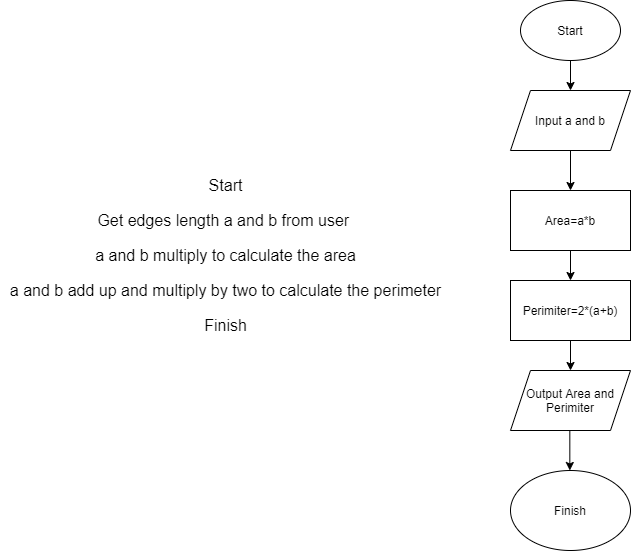 Start
Get edges length a and b from user
a and b multiply to calculate the area
a and b add up and multiply by two to calculate the perimeter
Finish
Start
Input a and b
Area=a*b
Perimiter=2*(a+b)
Output Area and
Perimiter
Finish